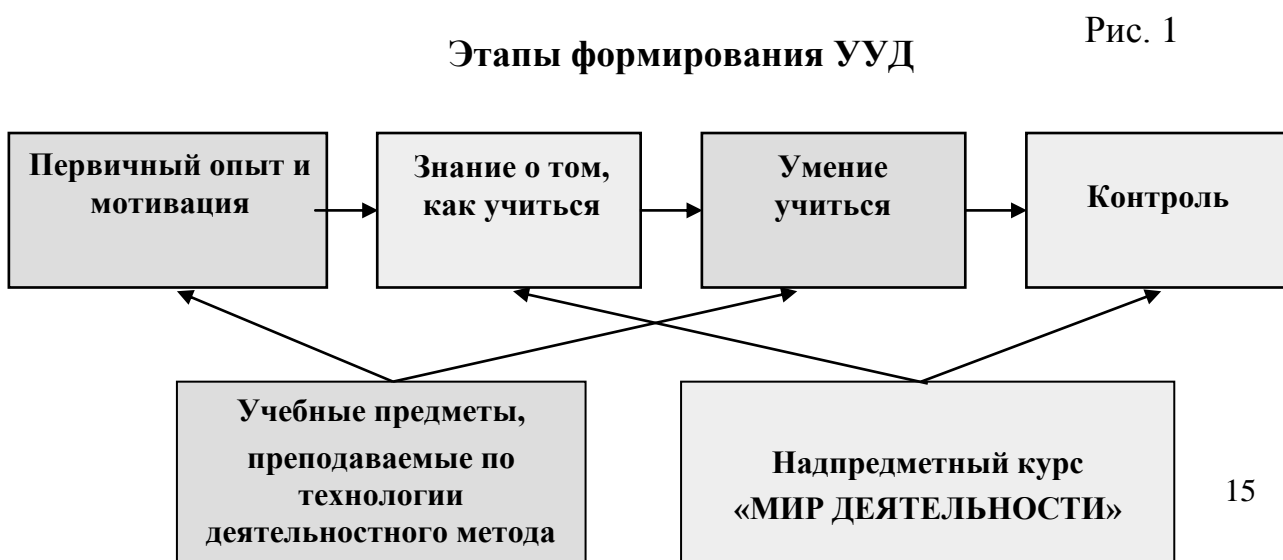 Рис. 1
Этапы формирования УУД
Первичный опыт и
мотивация
Знание о том,
как учиться
Умение
учиться
Контроль
Учебные предметы,
преподаваемые по
технологии
деятельностного метода
Надпредметный курс
«МИР ДЕЯТЕЛЬНОСТИ»
15